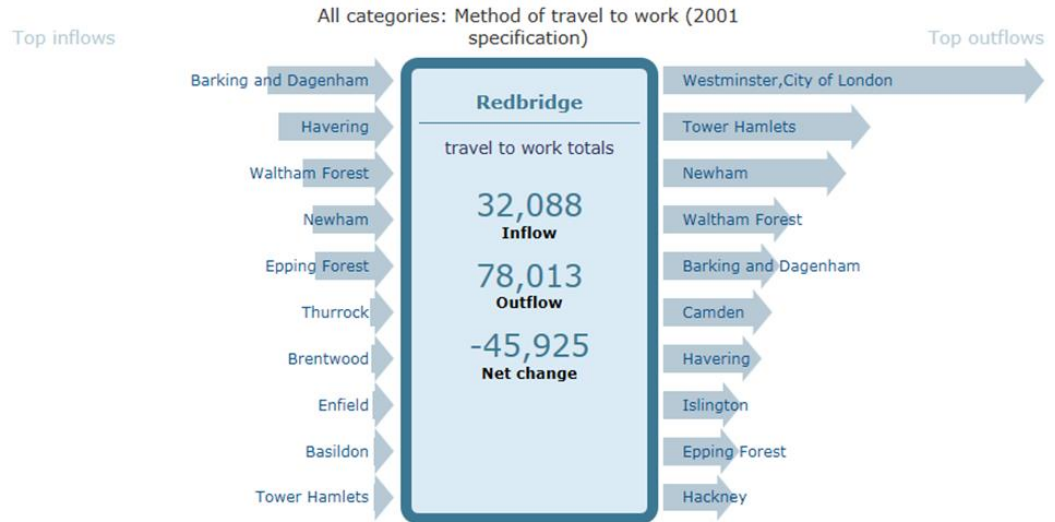 All categories: Method of travel to work (2001
specification)
Top inflows
Top outflows
Barking and Dagenham
Havering
Waltham Forest
Newham
Epping Forest
Thurrock
Brentwood
Enfield
Basildon
Tower Hamlets
Redbridge
travel to work totals
32,088
Inflow
78,013
Outflow
-45,925
Net change
Westminster,City of London
Tower Hamlets
Newham
Waltham Forest
Barking and Dagenham
Camden
Havering
Islington
Epping Forest
Hackney